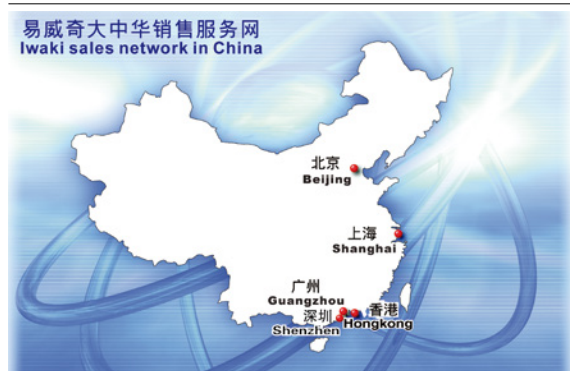 易威奇大中华销售服务网
Iwaki sales network in China
北京
Beijing
上海
Shanghai
广州
Guangzhou
深圳
Shenzhen
香港
Hongkong